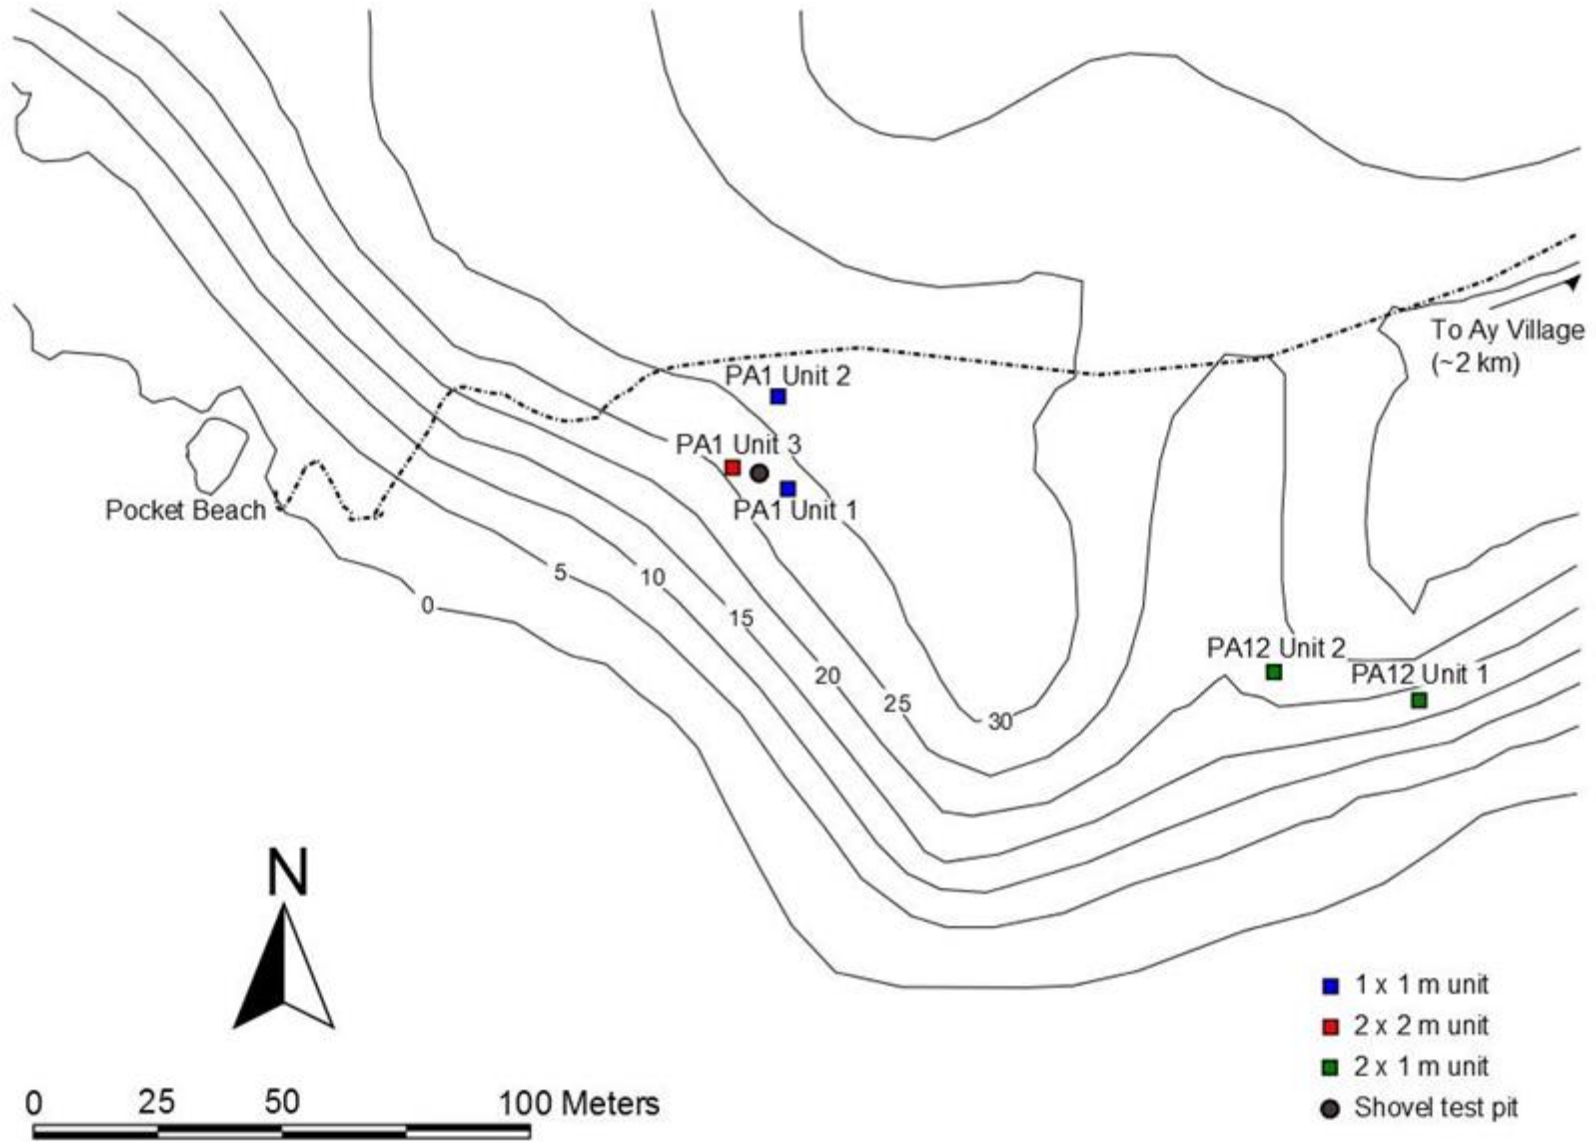 To Ay Village
(~2 km)
PA1 Unit 2
PA1 Unit 3
PA1 Unit 1
Pocket Beach
5
10
0
15
20
25
30
PA12 Unit 2
PA12 Unit 1
N
1 x 1 m unit
2 x 2 m unit
2 x 1 m unit
Shovel test pit
0 25 50 100 Meters